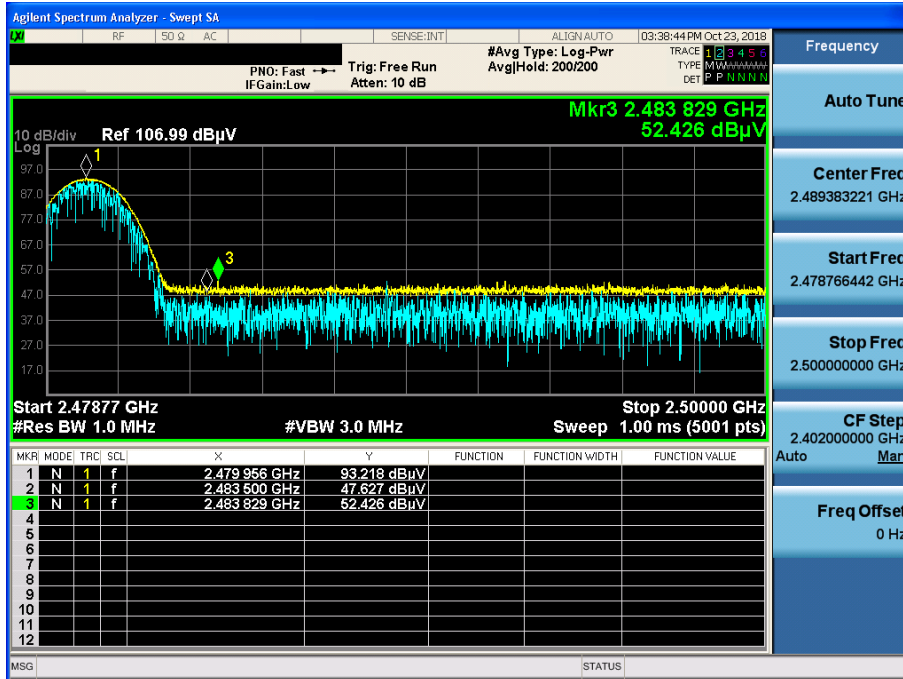 Agilent Spectrum Analyzer - Swept SA
LXI RF 50 Ω AC SENSE:INT ALIGN AUTO 03:38:44 PM Oct 23, 2018
PNO: Fast Trig: Free Run #Avg Type: Log-Pwr TRACE 1 2 3 4 5 6
IFGain:Low Atten: 10 dB Avg|Hold: 200/200 TYPE M W W W W W
DET P P N N N N
Mkr3 2.483 829 GHz
52.426 dBµV
10 dB/div Ref 106.99 dBµV
Log
97.0
87.0
77.0
67.0
57.0
47.0
37.0
27.0
17.0
1
3
Start 2.47877 GHz Stop 2.50000 GHz
#Res BW 1.0 MHz #VBW 3.0 MHz Sweep 1.00 ms (5001 pts)
MKR MODE TRC SCL X Y FUNCTION FUNCTION WIDTH FUNCTION VALUE
1 N 1 f 2.479 956 GHz 93.218 dBµV
2 N 1 f 2.483 500 GHz 47.627 dBµV
3 N 1 f 2.483 829 GHz 52.426 dBµV
4
5
6
7
8
9
10
11
12
MSG STATUS
Frequency
Auto Tune
Center Freq
2.489383221 GHz
Start Freq
2.478766442 GHz
Stop Freq
2.500000000 GHz
CF Step
2.402000000 GHz
Auto Man
Freq Offset
0 Hz